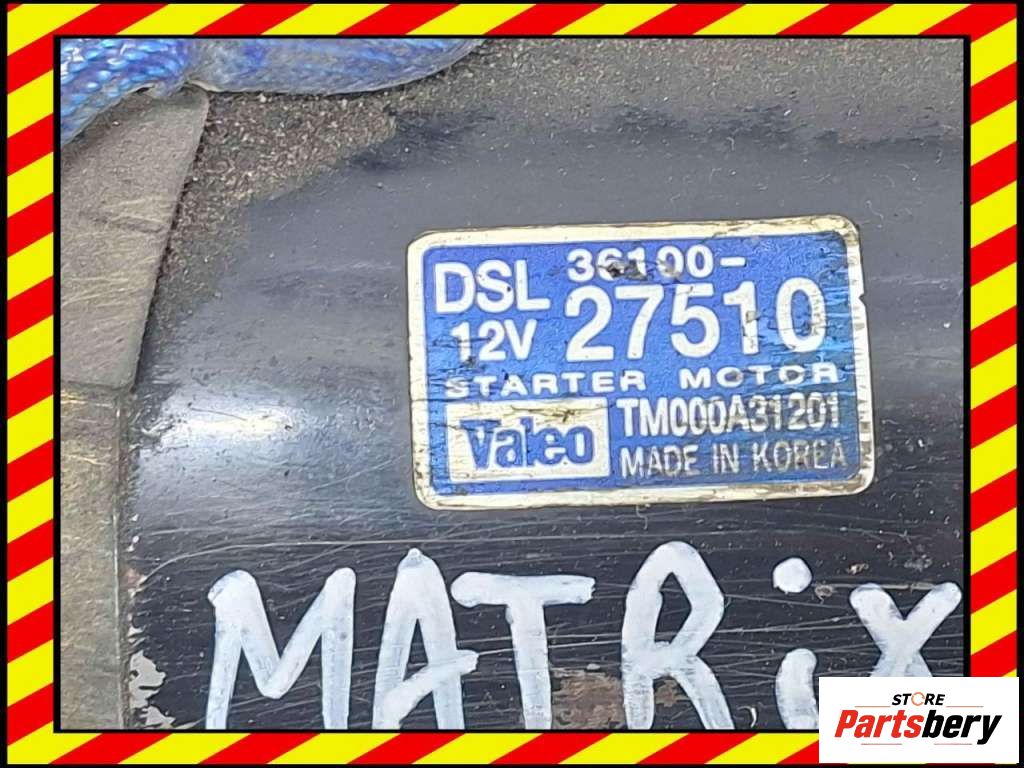 DSL 36100-
12V 27510
STARTER MOTOR
Valeo TM000A31201
MADE IN KOREA
MATRix
STORE
Partsbery